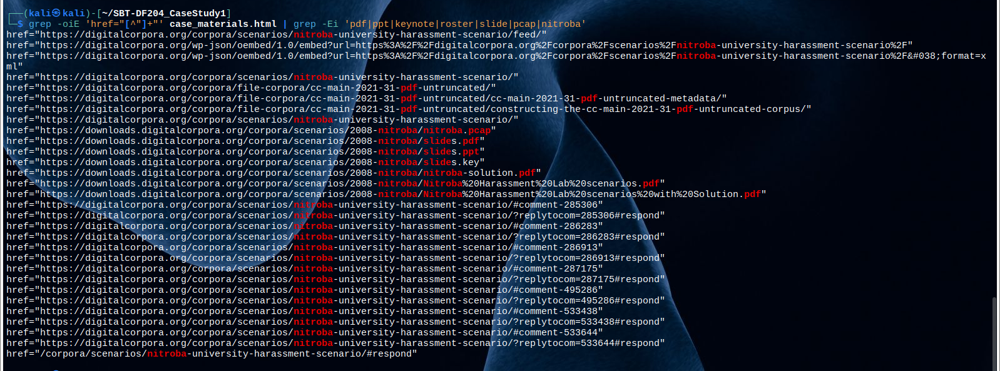 ┌──(kali㉿kali)-[~/SBT-DF204_CaseStudy1]
└─$ grep -oiE 'href="[^"]+"' case_materials.html | grep -Ei 'pdf|ppt|keynote|roster|slide|pcap|nitroba'
href="https://digitalcorpora.org/corpora/scenarios/nitroba-university-harassment-scenario/feed/"
href="https://digitalcorpora.org/wp-json/oembed/1.0/embed?url=https%3A%2F%2Fdigitalcorpora.org%2Fcorpora%2Fscenarios%2Fnitroba-university-harassment-scenario%2F"
href="https://digitalcorpora.org/wp-json/oembed/1.0/embed?url=https%3A%2F%2Fdigitalcorpora.org%2Fcorpora%2Fscenarios%2Fnitroba-university-harassment-scenario%2F&#038;format=x
ml"
href="https://digitalcorpora.org/corpora/scenarios/nitroba-university-harassment-scenario/"
href="https://digitalcorpora.org/corpora/file-corpora/cc-main-2021-31-pdf-untruncated/"
href="https://digitalcorpora.org/corpora/file-corpora/cc-main-2021-31-pdf-untruncated/cc-main-2021-31-pdf-untruncated-metadata/"
href="https://digitalcorpora.org/corpora/file-corpora/cc-main-2021-31-pdf-untruncated/constructing-the-cc-main-2021-31-pdf-untruncated-corpus/"
href="https://digitalcorpora.org/corpora/scenarios/nitroba-university-harassment-scenario/"
href="https://downloads.digitalcorpora.org/corpora/scenarios/2008-nitroba/nitroba.pcap"
href="https://downloads.digitalcorpora.org/corpora/scenarios/2008-nitroba/slides.pdf"
href="https://downloads.digitalcorpora.org/corpora/scenarios/2008-nitroba/slides.ppt"
href="https://downloads.digitalcorpora.org/corpora/scenarios/2008-nitroba/slides.key"
href="https://downloads.digitalcorpora.org/corpora/scenarios/2008-nitroba/nitroba-solution.pdf"
href="https://downloads.digitalcorpora.org/corpora/scenarios/2008-nitroba/Nitroba%20Harassment%20Lab%20scenarios.pdf"
href="https://downloads.digitalcorpora.org/corpora/scenarios/2008-nitroba/Nitroba%20Harassment%20Lab%20scenarios%20with%20Solution.pdf"
href="https://digitalcorpora.org/corpora/scenarios/nitroba-university-harassment-scenario/#comment-285306"
href="https://digitalcorpora.org/corpora/scenarios/nitroba-university-harassment-scenario/?replytocom=285306#respond"
href="https://digitalcorpora.org/corpora/scenarios/nitroba-university-harassment-scenario/#comment-286283"
href="https://digitalcorpora.org/corpora/scenarios/nitroba-university-harassment-scenario/?replytocom=286283#respond"
href="https://digitalcorpora.org/corpora/scenarios/nitroba-university-harassment-scenario/#comment-286913"
href="https://digitalcorpora.org/corpora/scenarios/nitroba-university-harassment-scenario/?replytocom=286913#respond"
href="https://digitalcorpora.org/corpora/scenarios/nitroba-university-harassment-scenario/#comment-287175"
href="https://digitalcorpora.org/corpora/scenarios/nitroba-university-harassment-scenario/?replytocom=287175#respond"
href="https://digitalcorpora.org/corpora/scenarios/nitroba-university-harassment-scenario/#comment-495286"
href="https://digitalcorpora.org/corpora/scenarios/nitroba-university-harassment-scenario/?replytocom=495286#respond"
href="https://digitalcorpora.org/corpora/scenarios/nitroba-university-harassment-scenario/#comment-533438"
href="https://digitalcorpora.org/corpora/scenarios/nitroba-university-harassment-scenario/?replytocom=533438#respond"
href="https://digitalcorpora.org/corpora/scenarios/nitroba-university-harassment-scenario/#comment-533644"
href="https://digitalcorpora.org/corpora/scenarios/nitroba-university-harassment-scenario/?replytocom=533644#respond"
href="/corpora/scenarios/nitroba-university-harassment-scenario/#respond"